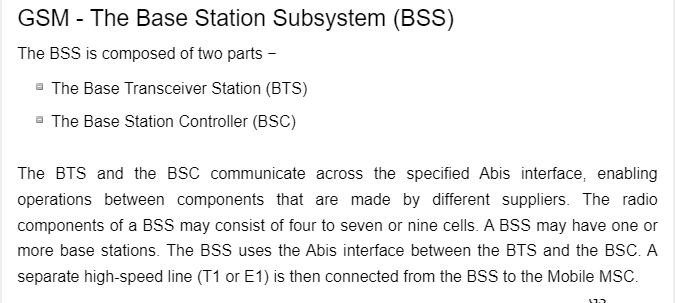 GSM - The Base Station Subsystem (BSS)
The BSS is composed of two parts −
The Base Transceiver Station (BTS)
The Base Station Controller (BSC)
The BTS and the BSC communicate across the specified Abis interface, enabling
operations between components that are made by different suppliers. The radio
components of a BSS may consist of four to seven or nine cells. A BSS may have one or
more base stations. The BSS uses the Abis interface between the BTS and the BSC. A
separate high-speed line (T1 or E1) is then connected from the BSS to the Mobile MSC.